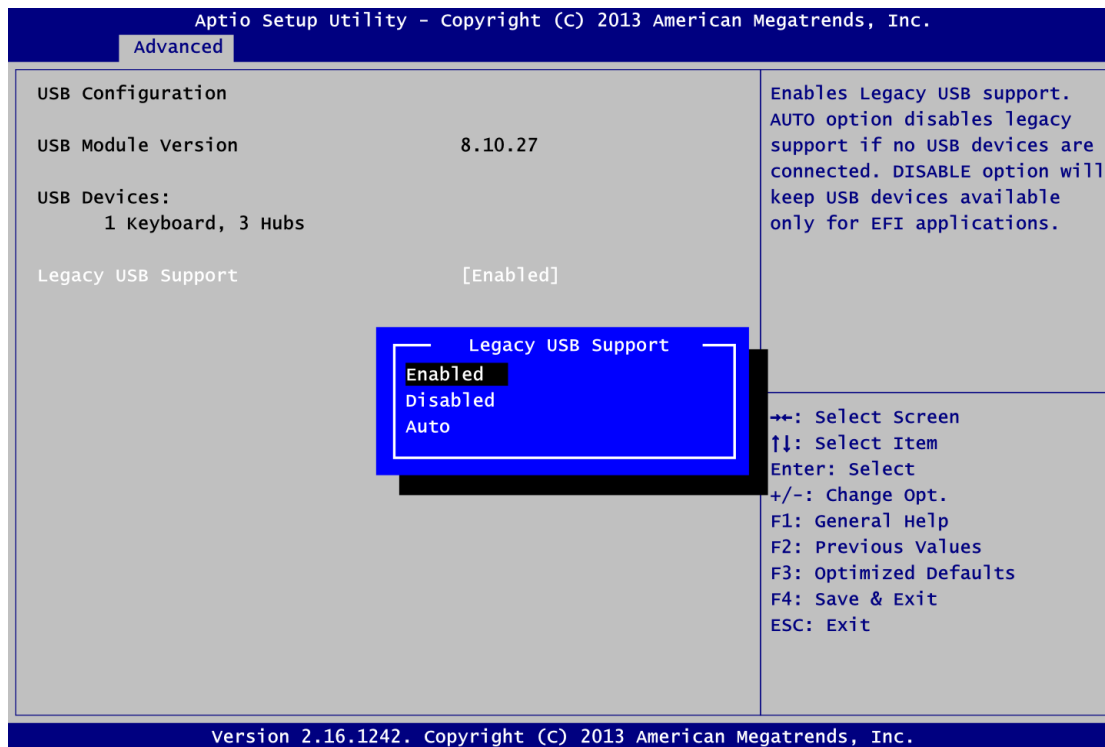 Aptio Setup Utility - Copyright (C) 2013 American Megatrends, Inc.
Advanced
USB Configuration
USB Module Version 8.10.27
USB Devices:
1 Keyboard, 3 Hubs
Legacy USB Support [Enabled]
Legacy USB Support
Enabled
Disabled
Auto
Enables Legacy USB support.
AUTO option disables legacy
support if no USB devices are
connected. DISABLE option will
keep USB devices available
only for EFI applications.
→←: Select Screen
↑↓: Select Item
Enter: Select
+/-: Change Opt.
F1: General Help
F2: Previous Values
F3: Optimized Defaults
F4: Save & Exit
ESC: Exit
Version 2.16.1242. Copyright (C) 2013 American Megatrends, Inc.